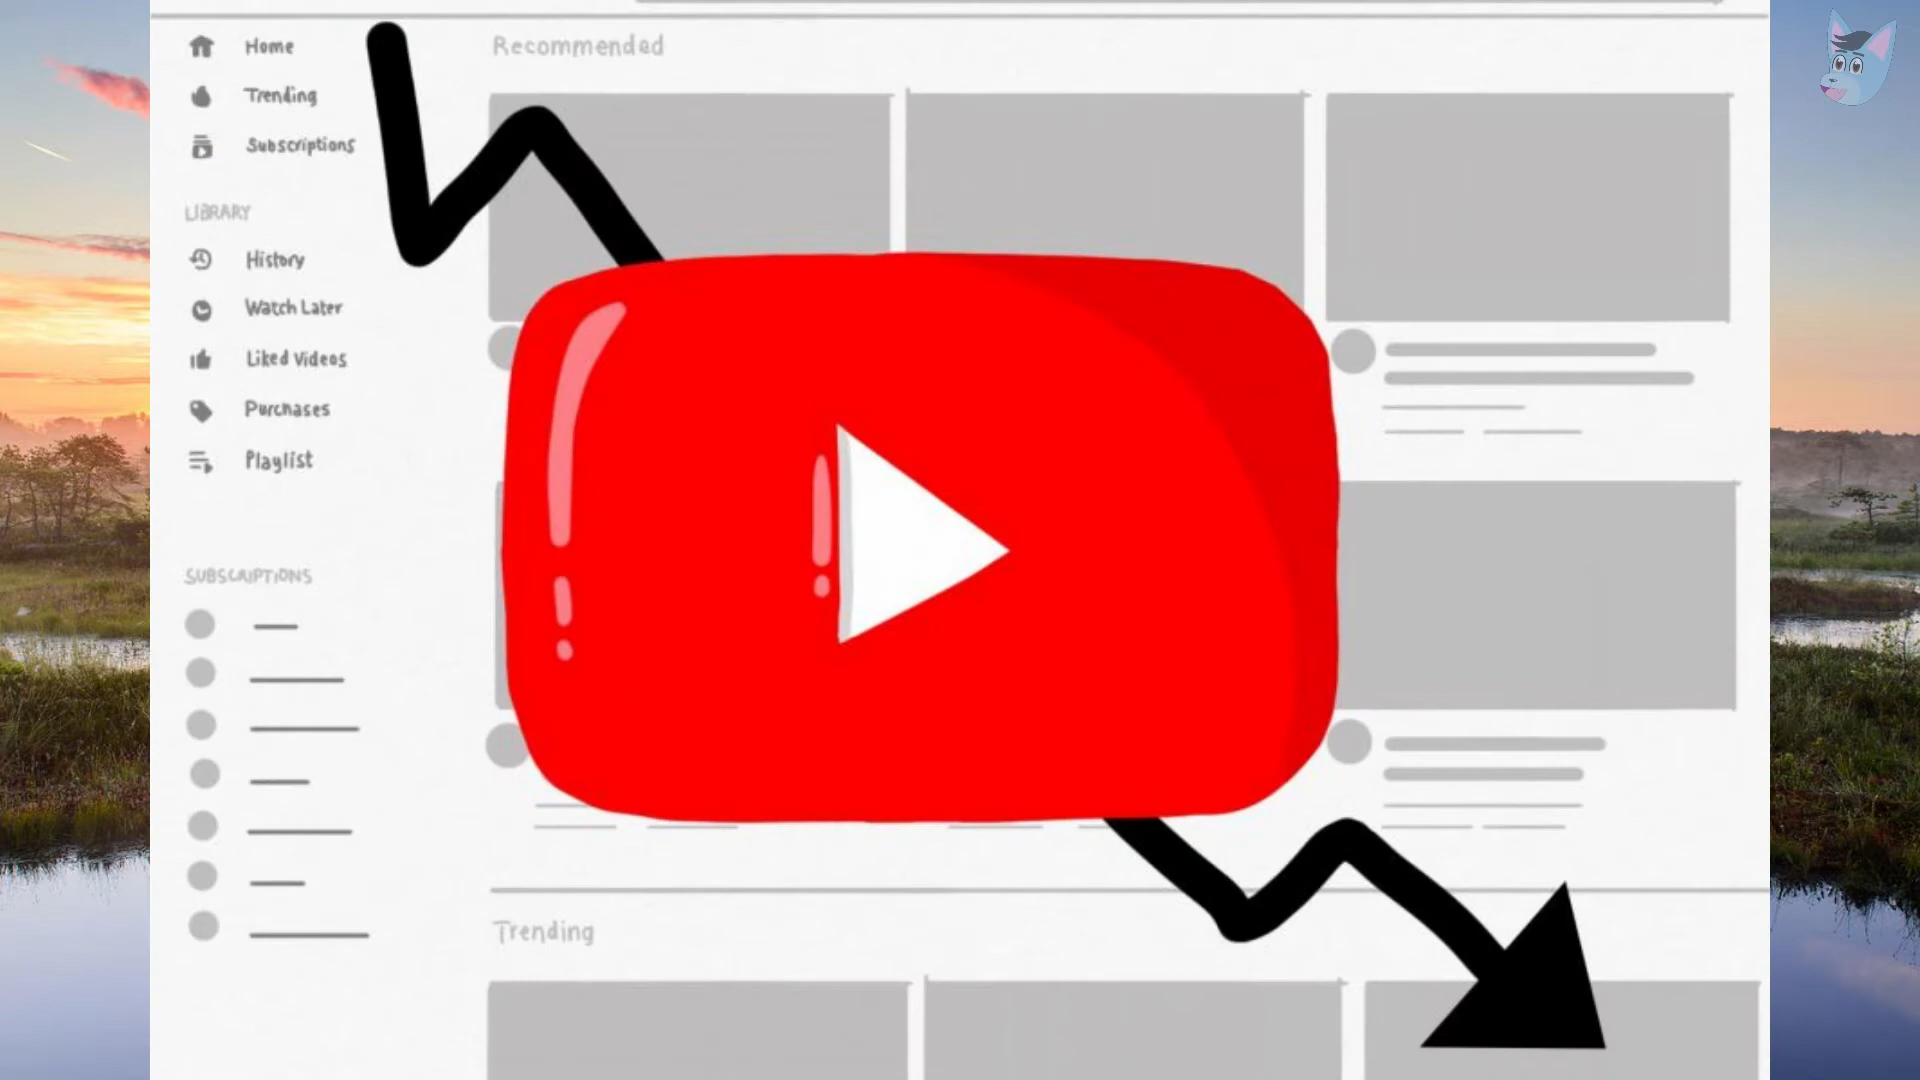 Home
Trending
Subscriptions
LIBRARY
History
Watch Later
Liked Videos
Purchases
Playlist
SUBSCRIPTIONS
Recommended
Trending